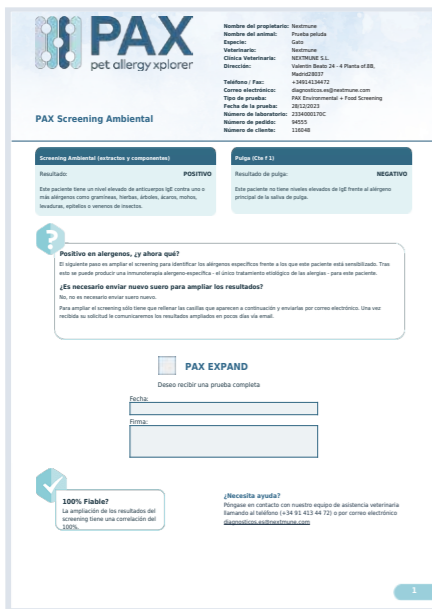 PAX
pet allergy xplorer
Nombre del propietario: Nextmune
Nombre del animal: Prueba peluda
Especie: Gato
Veterinario: Nextmune
Clínica Veterinaria: NEXTMUNE S.L.
Dirección: Valentín Beato 24 - 4 Planta of.8B,
Madrid28037
Teléfono / Fax: +34914134472
Correo electrónico: diagnosticos.es@nextmune.com
Tipo de prueba: PAX Environmental + Food Screening
Fecha de la prueba: 28/12/2023
Número de laboratorio: 2334000170C
Número de pedido: 94555
Número de cliente: 116048
PAX Screening Ambiental
Screening Ambiental (extractos y componentes)
Resultado: POSITIVO
Este paciente tiene un nivel elevado de anticuerpos IgE contra uno o
más alérgenos como gramíneas, hierbas, árboles, ácaros, mohos,
levaduras, epitelios o venenos de insectos.
Pulga (Cte f 1)
Resultado de pulga: NEGATIVO
Este paciente no tiene niveles elevados de IgE frente al alérgeno
principal de la saliva de pulga.
?
Positivo en alergenos, ¿y ahora qué?
El siguiente paso es ampliar el screening para identificar los alérgenos específicos frente a los que este paciente está sensibilizado. Tras
esto se puede producir una inmunoterapia alergeno-específica - el único tratamiento etiológico de las alergias - para este paciente.
¿Es necesario enviar nuevo suero para ampliar los resultados?
No, no es necesario enviar suero nuevo.
Para ampliar el screening sólo tiene que rellenar las casillas que aparecen a continuación y enviarlas por correo electrónico. Una vez
recibida su solicitud le comunicaremos los resultados ampliados en pocos días vía email.
PAX EXPAND
Deseo recibir una prueba completa
Fecha:
Firma:
100% Fiable?
La ampliación de los resultados del
screening tiene una correlación del
100%.
¿Necesita ayuda?
Póngase en contacto con nuestro equipo de asistencia veterinaria
llamando al teléfono (+34 91 413 44 72) o por correo electrónico
diagnosticos.es@nextmune.com
1